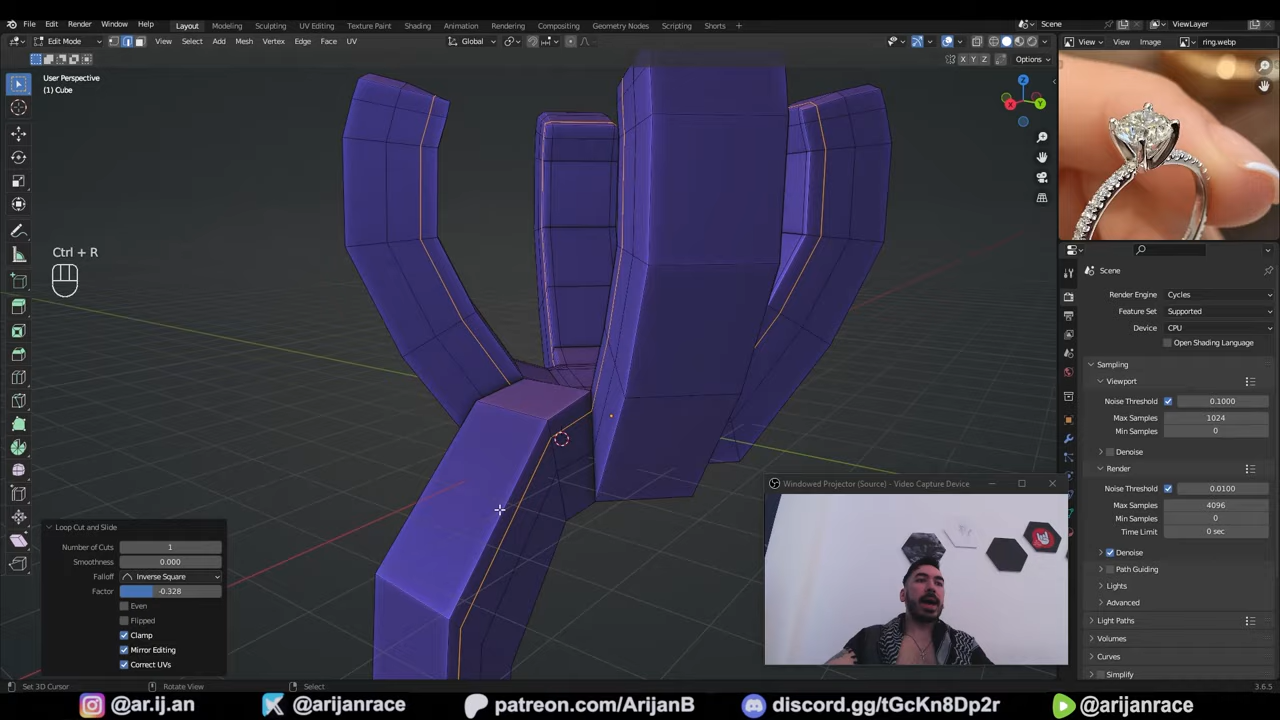 File Edit Render Window Help
Layout Modeling Sculpting UV Editing Texture Paint Shading Animation Rendering Compositing Geometry Nodes Scripting Shorts +
Scene
ViewLayer
Edit Mode
View Select Add Mesh Vertex Edge Face UV
Global
View View Image ring.webp
X Y Z
Options
User Perspective
(1) Cube
Z
X
Y
Ctrl + R
Scene
Render Engine Cycles
Feature Set Supported
Device CPU
Open Shading Language
Sampling
Viewport
Noise Threshold 0.1000
Max Samples 1024
Min Samples 0
Denoise
Render
Noise Threshold 0.0100
Max Samples 4096
Min Samples 0
Time Limit 0 sec
Denoise
Path Guiding
Lights
Advanced
Light Paths
Volumes
Curves
Simplify
Windowed Projector (Source) - Video Capture Device
Loop Cut and Slide
Number of Cuts 1
Smoothness 0.000
Falloff Inverse Square
Factor -0.328
Even
Flipped
Clamp
Mirror Editing
Correct UVs
Set 3D Cursor
Rotate View
Select
3.6.5
@ar.ij.an
@arijanrace
patreon.com/ArijanB
discord.gg/tGcKn8Dp2r
@arijanrace